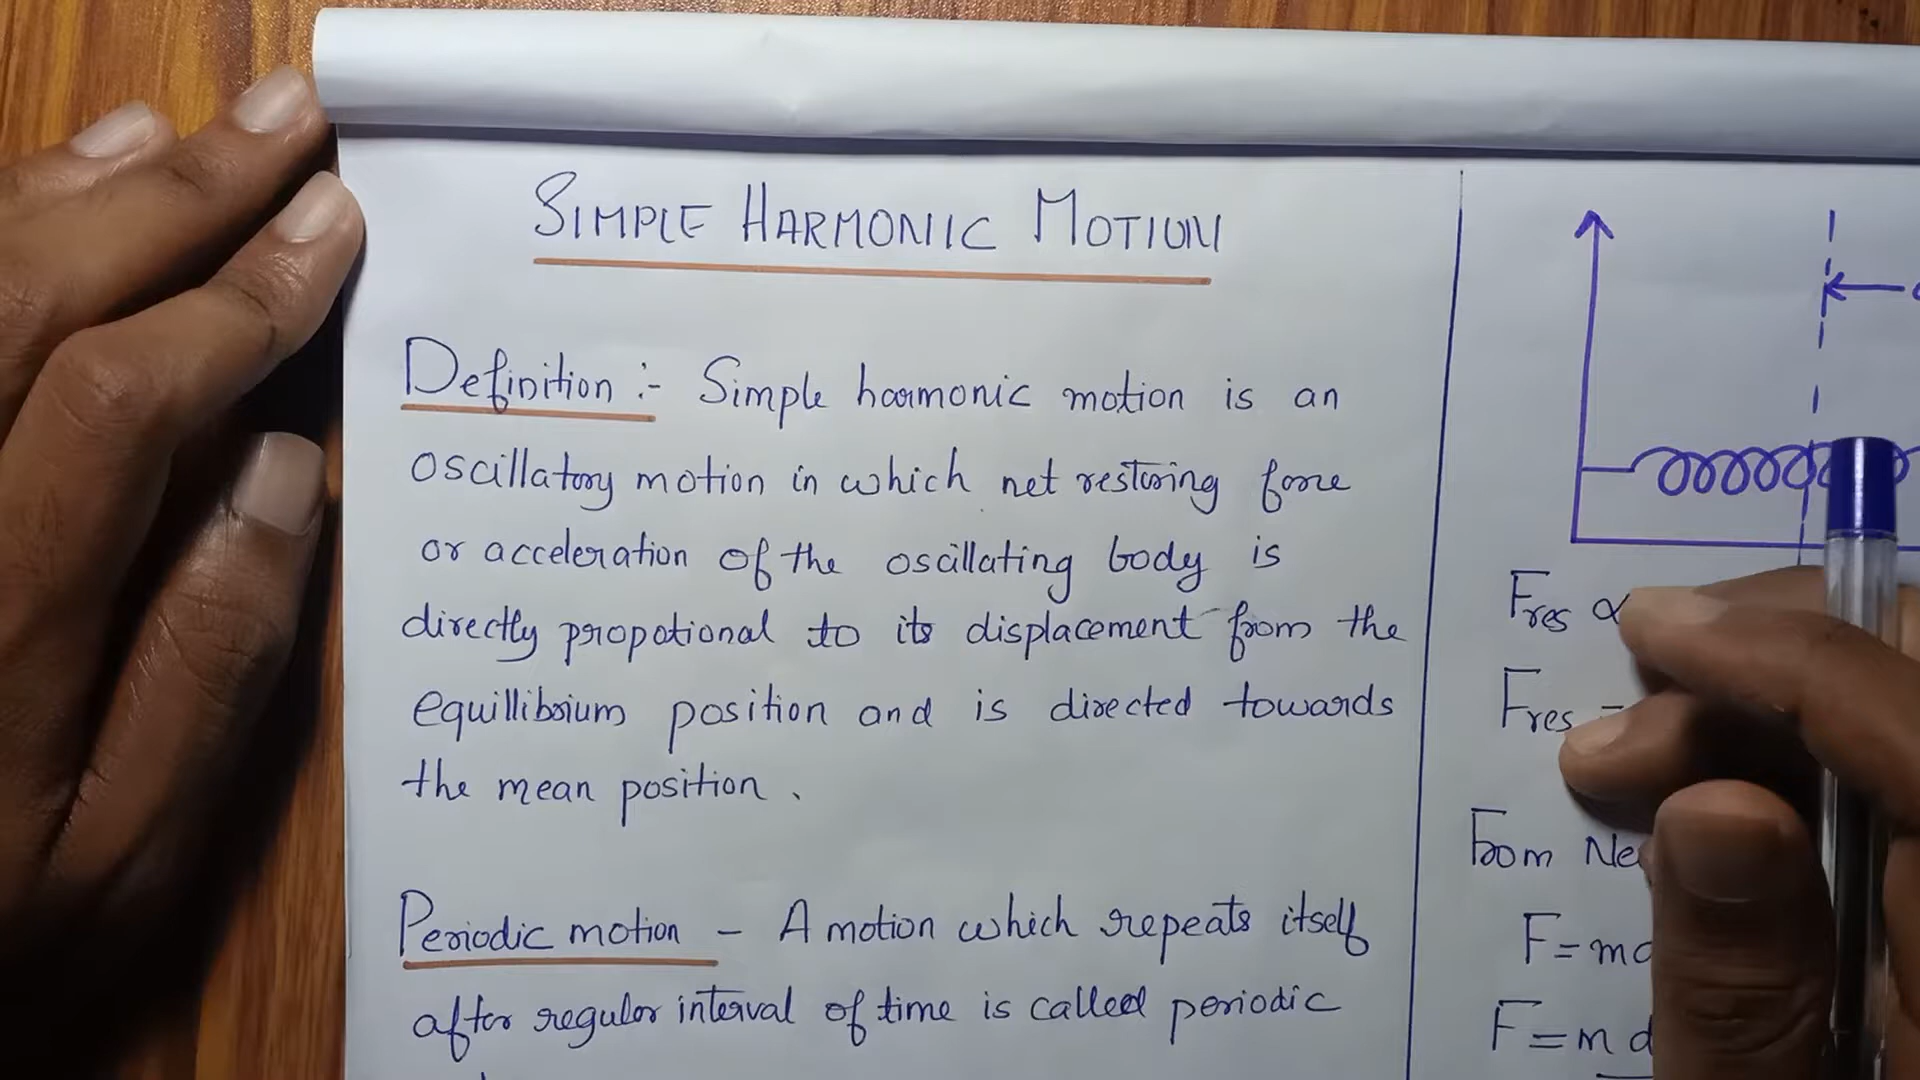 SIMPLE HARMONIC MOTION
Definition :- Simple harmonic motion is an
oscillatory motion in which net restoring force
or acceleration of the oscillating body is
directly propotional to its displacement from the
equillibrium position and is directed towards
the mean position.
Periodic motion - A motion which repeats itself
after regular interval of time is called periodic
Fres ∝
Fres =
From
F=ma
F=m d